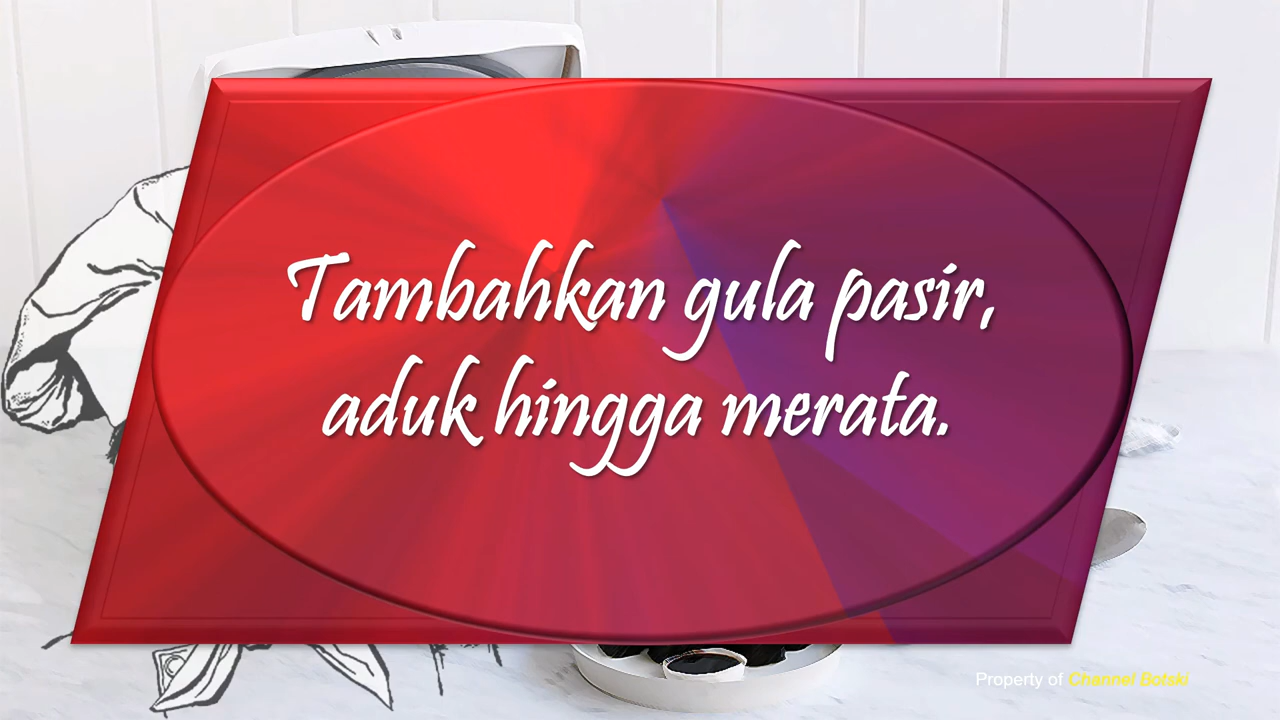 Tambahkan gula pasir,
aduk hingga merata.
Property of Channel Botski